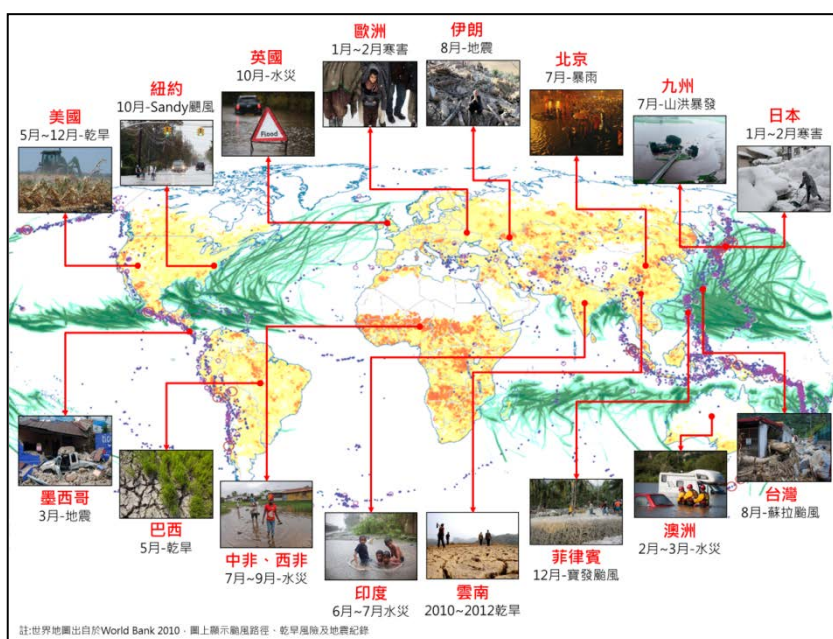 歐洲
1月~2月寒害
伊朗
8月-地震
英國
10月-水災
北京
7月-暴雨
紐約
10月-Sandy颶風
九州
7月-山洪暴發
美國
5月~12月-乾旱
日本
1月~2月寒害
Flood
墨西哥
3月-地震
巴西
5月-乾旱
中非、西非
7月~9月-水災
印度
6月~7月水災
雲南
2010~2012乾旱
菲律賓
12月-寶發颱風
澳洲
2月~3月-水災
台灣
8月-蘇拉颱風
註:世界地圖出自於World Bank 2010，圖上顯示颱風路徑、乾旱風險及地震紀錄